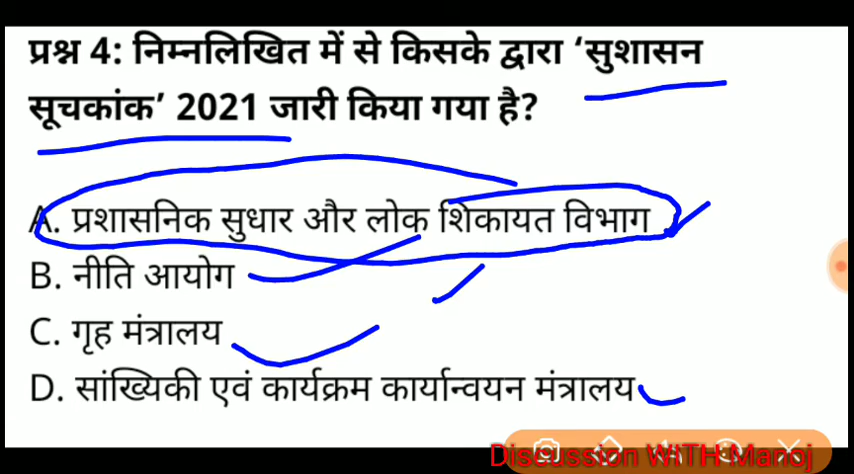 प्रश्न 4: निम्नलिखित में से किसके द्वारा ‘सुशासन
सूचकांक’ 2021 जारी किया गया है?
A. प्रशासनिक सुधार और लोक शिकायत विभाग
B. नीति आयोग
C. गृह मंत्रालय
D. सांख्यिकी एवं कार्यक्रम कार्यान्वयन मंत्रालय
Discussion WITH Manoj